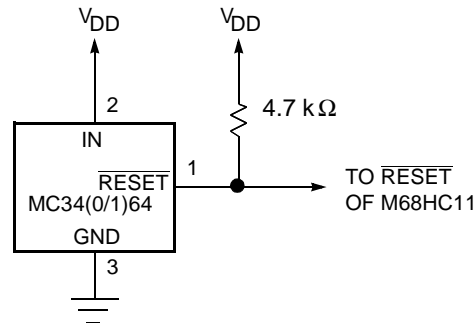 VDD
VDD
2
4.7 kΩ
IN
RESET
1
MC34(0/1)64
TO RESET
OF M68HC11
GND
3